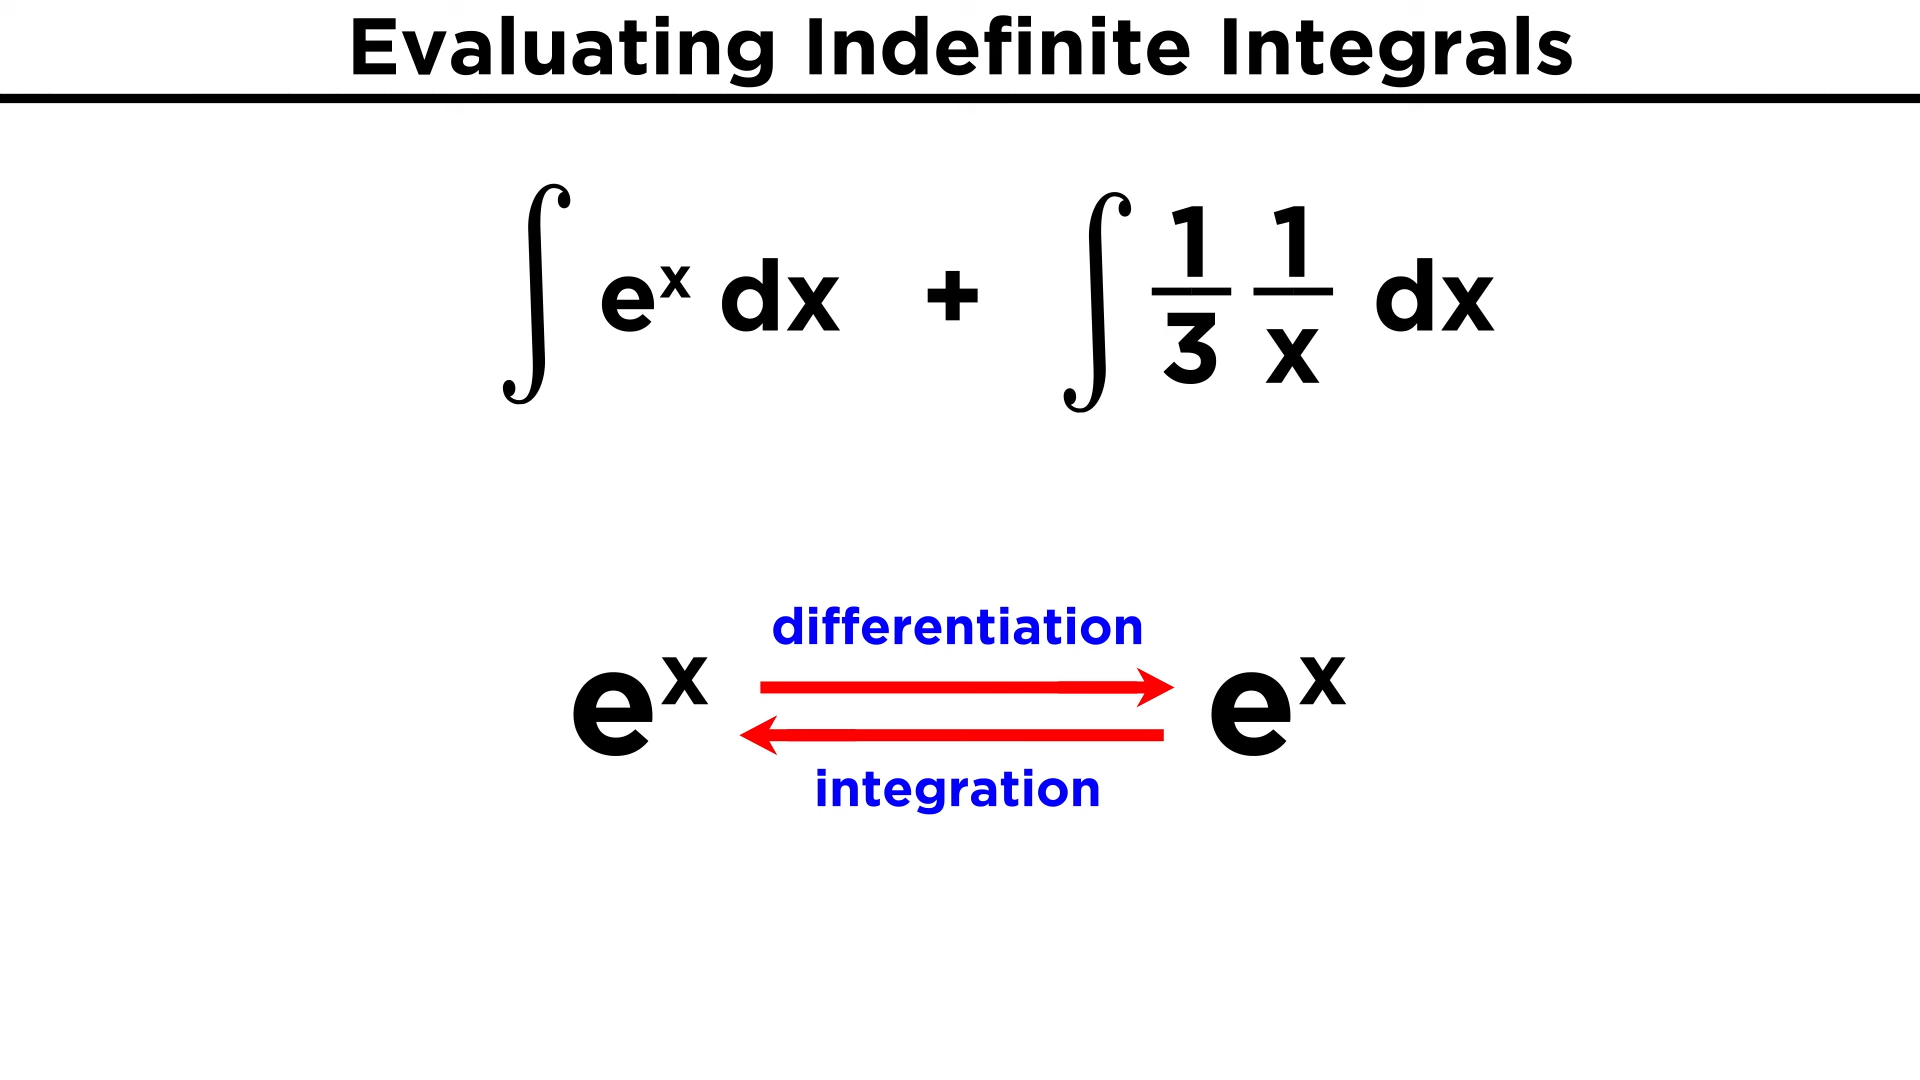 Evaluating Indefinite Integrals
∫ eˣ dx + ∫ 1/3 1/x dx
differentiation
eˣ eˣ
integration